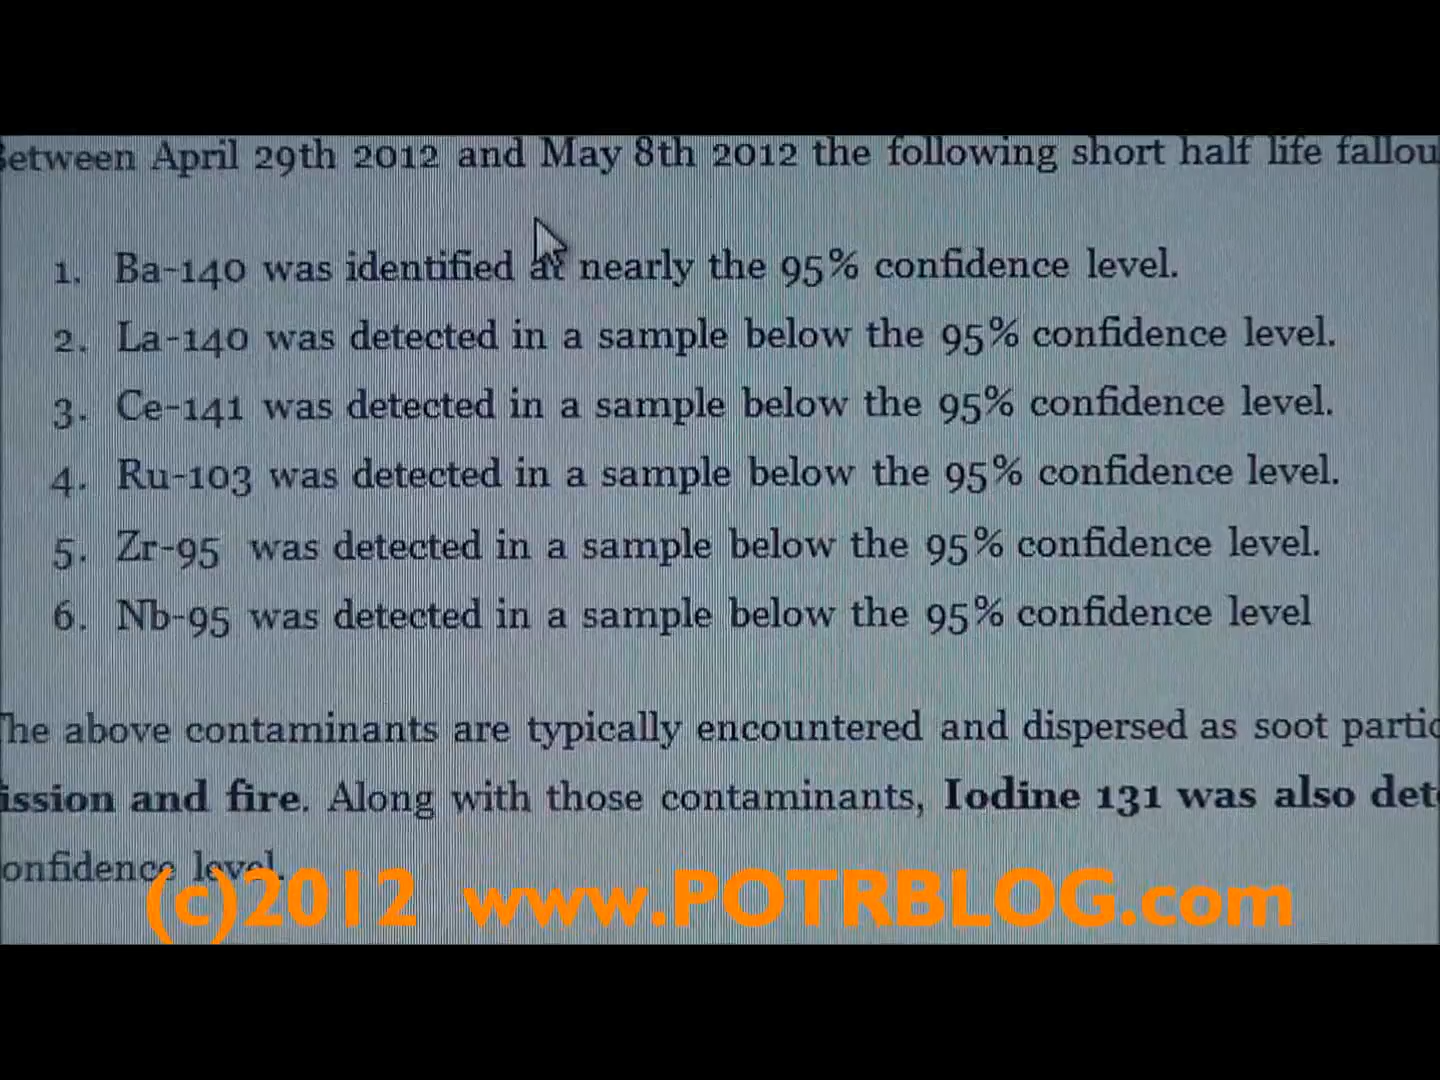 Between April 29th 2012 and May 8th 2012 the following short half life fallou
1. Ba-140 was identified at nearly the 95% confidence level.
2. La-140 was detected in a sample below the 95% confidence level.
3. Ce-141 was detected in a sample below the 95% confidence level.
4. Ru-103 was detected in a sample below the 95% confidence level.
5. Zr-95 was detected in a sample below the 95% confidence level.
6. Nb-95 was detected in a sample below the 95% confidence level
The above contaminants are typically encountered and dispersed as soot partic
ission and fire. Along with those contaminants, Iodine 131 was also det
onfidence level.
(c)2012 www.POTRBLOG.com